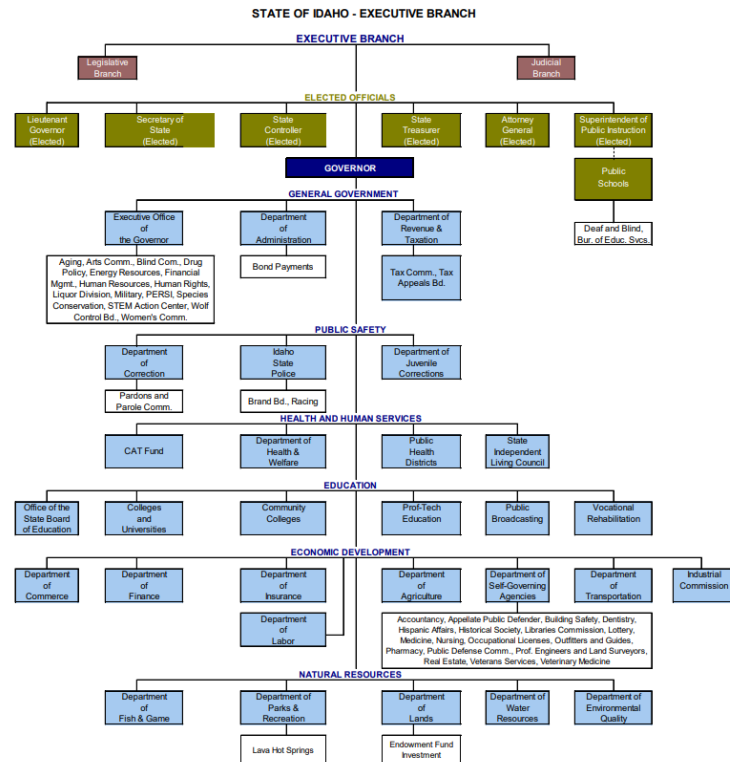 STATE OF IDAHO - EXECUTIVE BRANCH
EXECUTIVE BRANCH
Legislative
Branch
Judicial
Branch
ELECTED OFFICIALS
Lieutenant
Governor
(Elected)
Secretary of
State
(Elected)
State
Controller
(Elected)
State
Treasurer
(Elected)
Attorney
General
(Elected)
Superintendent of
Public Instruction
(Elected)
GOVERNOR
Public
Schools
Deaf and Blind,
Bur. of Educ. Svcs.
GENERAL GOVERNMENT
Executive Office
of
the Governor
Department
of
Administration
Department of
Revenue &
Taxation
Aging, Arts Comm., Blind Com., Drug
Policy, Energy Resources, Financial
Mgmt., Human Resources, Human Rights,
Liquor Division, Military, PERSI, Species
Conservation, STEM Action Center, Wolf
Control Bd., Women's Comm.
Bond Payments
Tax Comm., Tax
Appeals Bd.
PUBLIC SAFETY
Department
of
Correction
Idaho
State
Police
Department of
Juvenile
Corrections
Pardons and
Parole Comm.
Brand Bd., Racing
HEALTH AND HUMAN SERVICES
CAT Fund
Department of
Health &
Welfare
Public
Health
Districts
State
Independent
Living Council
EDUCATION
Office of the
State Board
of Education
Colleges
and
Universities
Community
Colleges
Prof-Tech
Education
Public
Broadcasting
Vocational
Rehabilitation
ECONOMIC DEVELOPMENT
Department
of
Commerce
Department
of
Finance
Department
of
Insurance
Department
of
Agriculture
Department of
Self-Governing
Agencies
Department
of
Transportation
Industrial
Commission
Department
of
Labor
Accountancy, Appellate Public Defender, Building Safety, Dentistry,
Hispanic Affairs, Historical Society, Libraries Commission, Lottery,
Medicine, Nursing, Occupational Licenses, Outfitters and Guides,
Pharmacy, Public Defense Comm., Prof. Engineers and Land Surveyors,
Real Estate, Veterans Services, Veterinary Medicine
NATURAL RESOURCES
Department
of
Fish & Game
Department of
Parks &
Recreation
Department
of
Lands
Department of
Water
Resources
Department of
Environmental
Quality
Lava Hot Springs
Endowment Fund
Investment